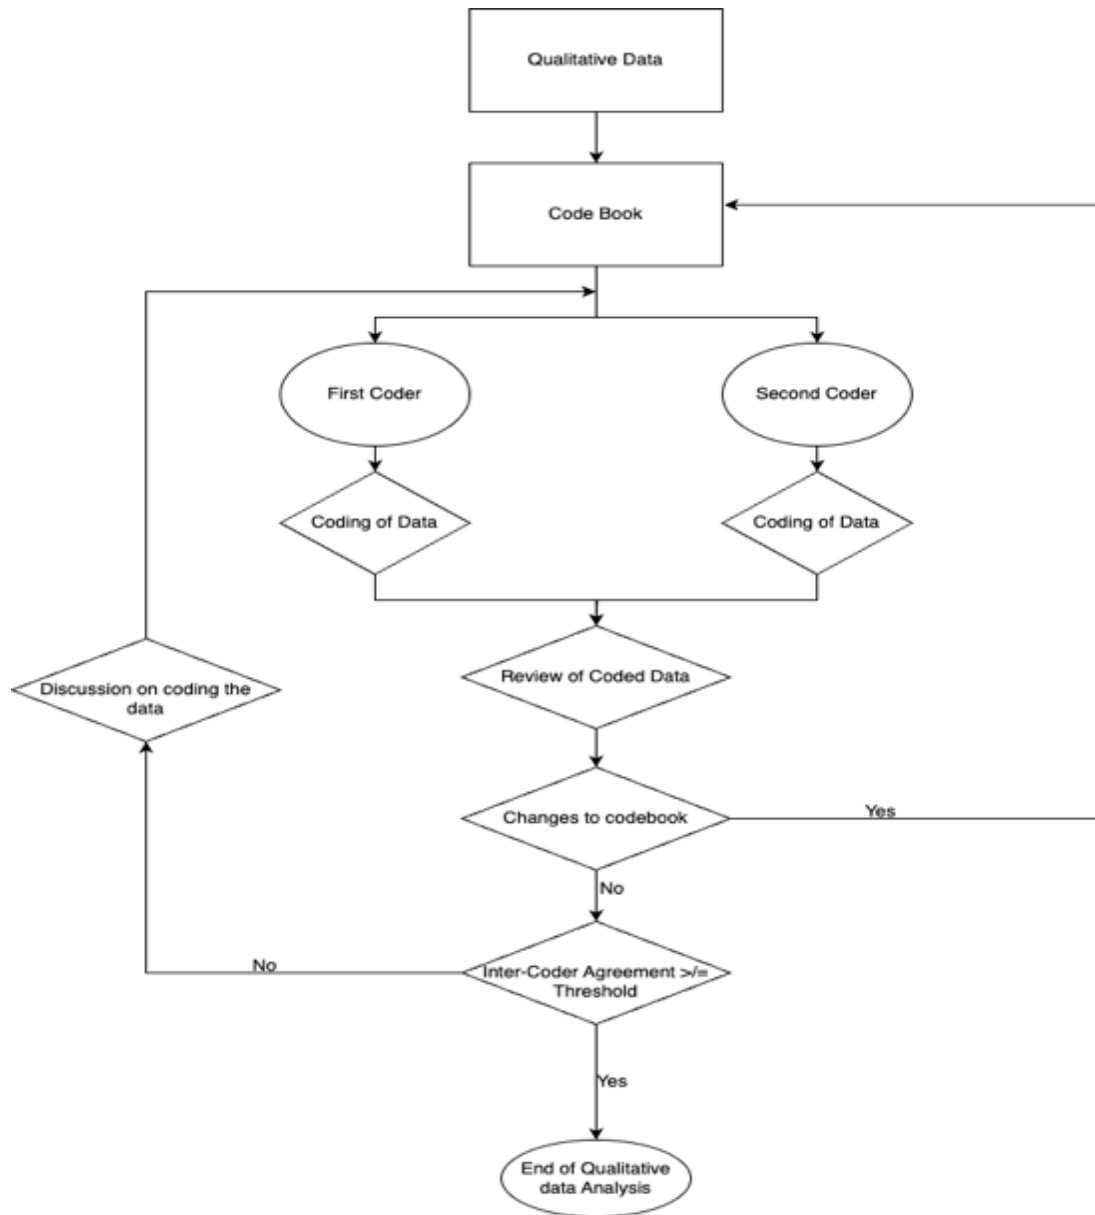 Qualitative Data
Code Book
First Coder
Second Coder
Coding of Data
Coding of Data
Review of Coded Data
Discussion on coding the
data
Changes to codebook
Yes
No
No
Inter-Coder Agreement >/=
Threshold
Yes
End of Qualitative
data Analysis